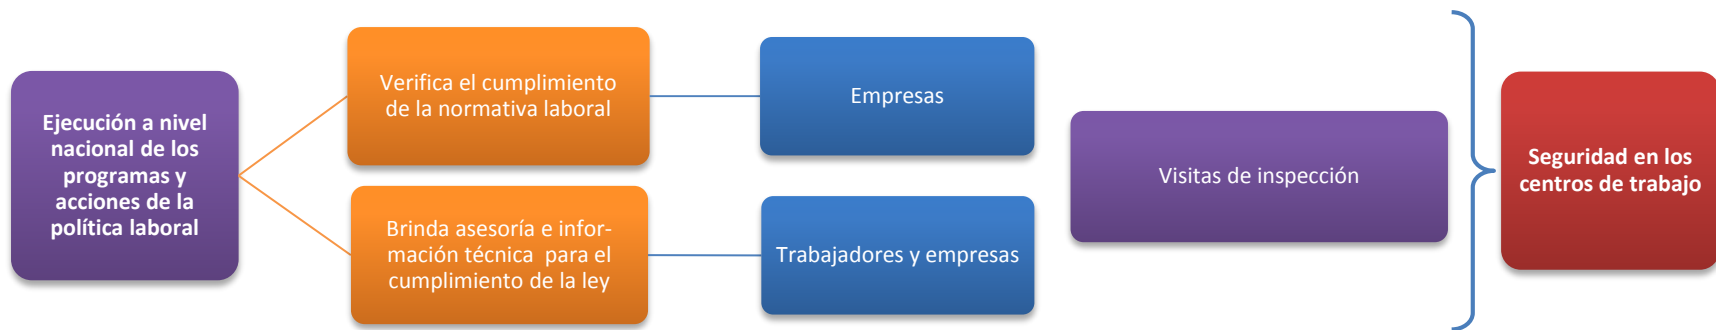 Ejecución a nivel
nacional de los
programas y
acciones de la
política laboral
Verifica el cumplimiento
de la normativa laboral
Empresas
Brinda asesoría e infor-
mación técnica  para el
cumplimiento de la ley
Trabajadores y empresas
Visitas de inspección
Seguridad en los
centros de trabajo